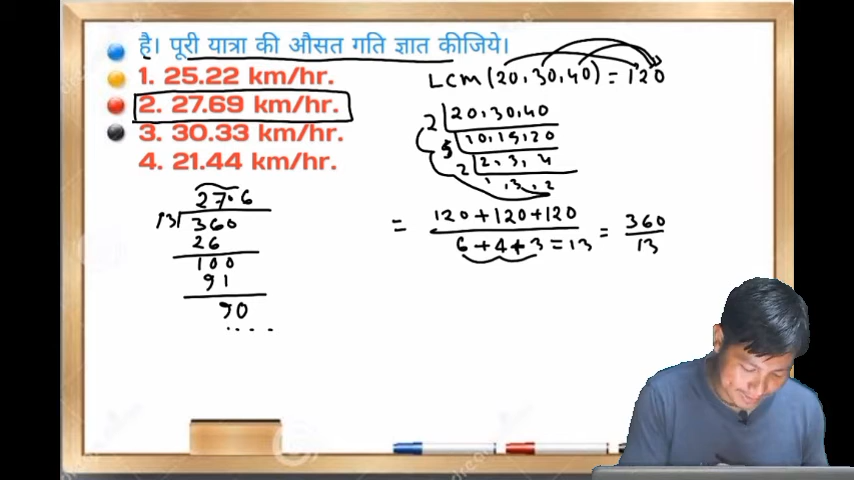 है। पूरी यात्रा की औसत गति ज्ञात कीजिये।
1. 25.22 km/hr.
2. 27.69 km/hr.
3. 30.33 km/hr.
4. 21.44 km/hr.
LCM (20,30,40) = 120
2 | 20,30,40
5 | 10,15,20
2 | 2, 3, 4
1, 3, 2
= 120+120+120 / 6+4+3=13 = 360 / 13
27.6
13 | 360
26
100
91
90
....